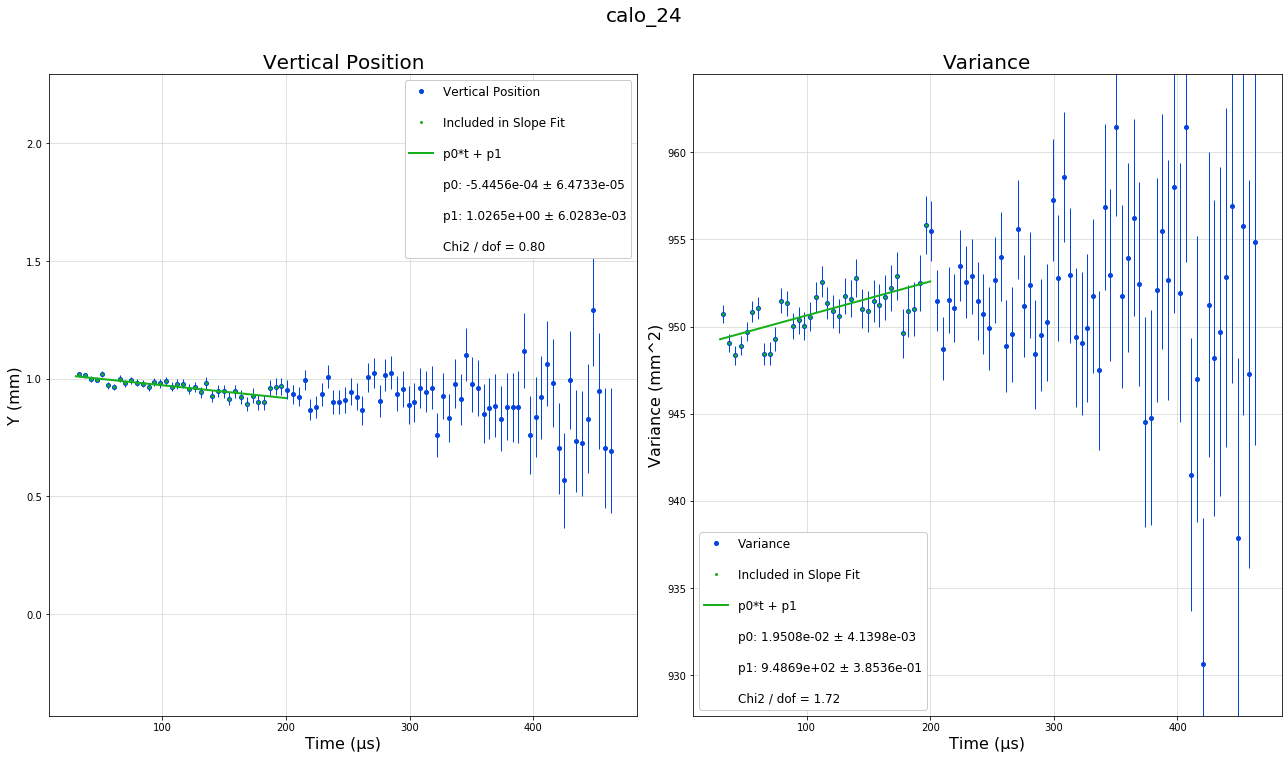 calo_24
Vertical Position
Vertical Position
Included in Slope Fit
p0*t + p1
p0: -5.4456e-04 ± 6.4733e-05
p1: 1.0265e+00 ± 6.0283e-03
Chi2 / dof = 0.80
2.0
1.5
1.0
0.5
0.0
Y (mm)
100
200
300
400
Time (μs)
Variance
960
955
950
945
940
935
930
Variance (mm^2)
Variance
Included in Slope Fit
p0*t + p1
p0: 1.9508e-02 ± 4.1398e-03
p1: 9.4869e+02 ± 3.8536e-01
Chi2 / dof = 1.72
100
200
300
400
Time (μs)